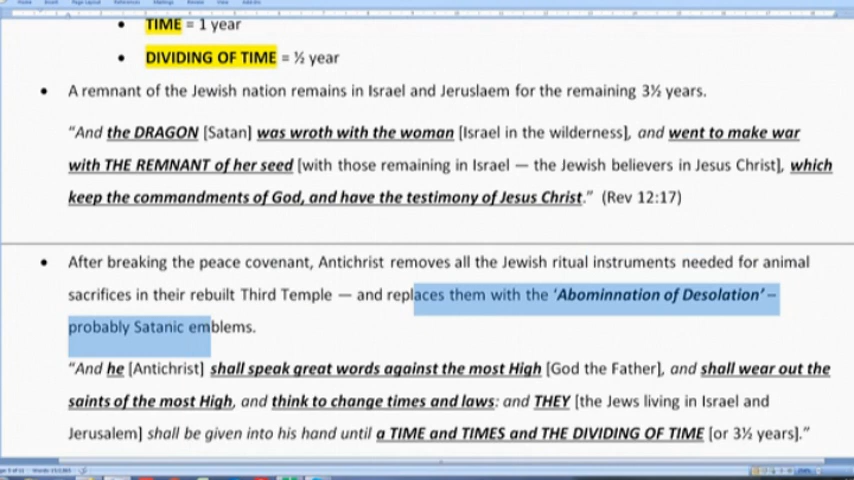 • TIME = 1 year
• DIVIDING OF TIME = ½ year
• A remnant of the Jewish nation remains in Israel and Jeruslaem for the remaining 3½ years.
“And the DRAGON [Satan] was wroth with the woman [Israel in the wilderness], and went to make war
with THE REMNANT of her seed [with those remaining in Israel — the Jewish believers in Jesus Christ], which
keep the commandments of God, and have the testimony of Jesus Christ.” (Rev 12:17)
• After breaking the peace covenant, Antichrist removes all the Jewish ritual instruments needed for animal
sacrifices in their rebuilt Third Temple — and replaces them with the ‘Abominnation of Desolation’ –
probably Satanic emblems.
“And he [Antichrist] shall speak great words against the most High [God the Father], and shall wear out the
saints of the most High, and think to change times and laws: and THEY [the Jews living in Israel and
Jerusalem] shall be given into his hand until a TIME and TIMES and THE DIVIDING OF TIME [or 3½ years].”